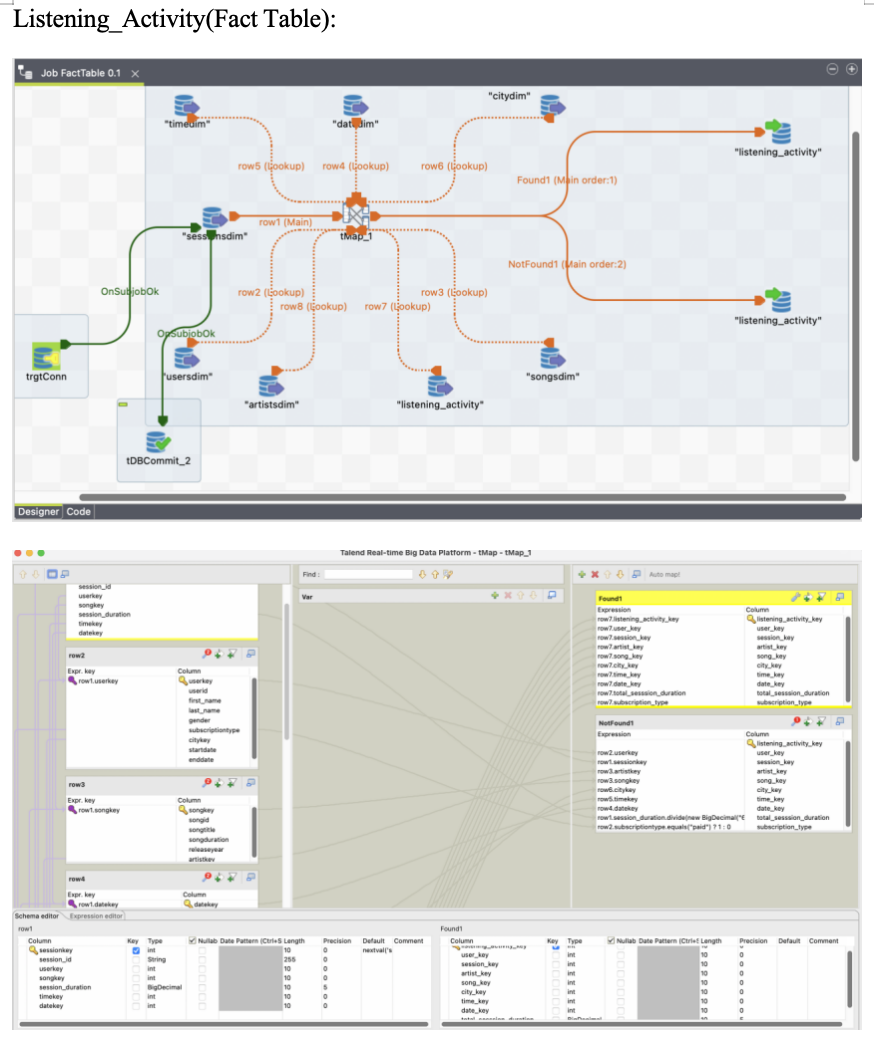 Listening_Activity(Fact Table):
Job FactTable 0.1
"timedim"
"datedim"
"citydim"
"listening_activity"
row5 (Lookup) row4 (Lookup) row6 (Lookup)
Found1 (Main order:1)
row1 (Main)
"sessionsdim"
tMap_1
NotFound1 (Main order:2)
OnSubjobOk
row2 (Lookup) row3 (Lookup)
row8 (Lookup) row7 (Lookup)
"listening_activity"
OnSubjobOk
trgtConn
"usersdim"
"songsdim"
"artistsdim"
"listening_activity"
tDBCommit_2
Designer Code
Talend Real-time Big Data Platform - tMap - tMap_1
Find :
Auto map!
session_id
userkey
songkey
session_duration
timekey
datekey
row2
Expr. key Column
row1.userkey userkey
userid
first_name
last_name
gender
subscriptiontype
citykey
startdate
enddate
row3
Expr. key Column
row1.songkey songkey
songid
songtitle
songduration
releaseyear
artistkey
row4
Expr. key Column
row1.datekey datekey
Var
Found1
Expression Column
row7.listening_activity_key listening_activity_key
row7.user_key user_key
row7.session_key session_key
row7.artist_key artist_key
row7.song_key song_key
row7.city_key city_key
row7.time_key time_key
row7.date_key date_key
row7.total_sesssion_duration total_sesssion_duration
row7.subscription_type subscription_type
NotFound1
Expression Column
listening_activity_key
row2.userkey user_key
row1.sessionkey session_key
row3.artistkey artist_key
row3.songkey song_key
row6.citykey city_key
row5.timekey time_key
row4.datekey date_key
row1.session_duration.divide(new BigDecimal("6 total_sesssion_duration
row2.subscriptiontype.equals("paid") ? 1 : 0 subscription_type
Schema editor Expression editor
row1
Column Key Type Nullab Date Pattern (Ctrl+S Length Precision Default Comment
sessionkey int 10 0 nextval('s
session_id String 255 0
userkey int 10 0
songkey int 10 0
session_duration BigDecimal 10 5
timekey int 10 0
datekey int 10 0
Found1
Column Key Type Nullab Date Pattern (Ctrl+S Length Precision Default Comment
listening_activity_key int 10 0
user_key int 10 0
session_key int 10 0
artist_key int 10 0
song_key int 10 0
city_key int 10 0
time_key int 10 0
date_key int 10 0
total_sesssion_duration BigDecimal 10 5